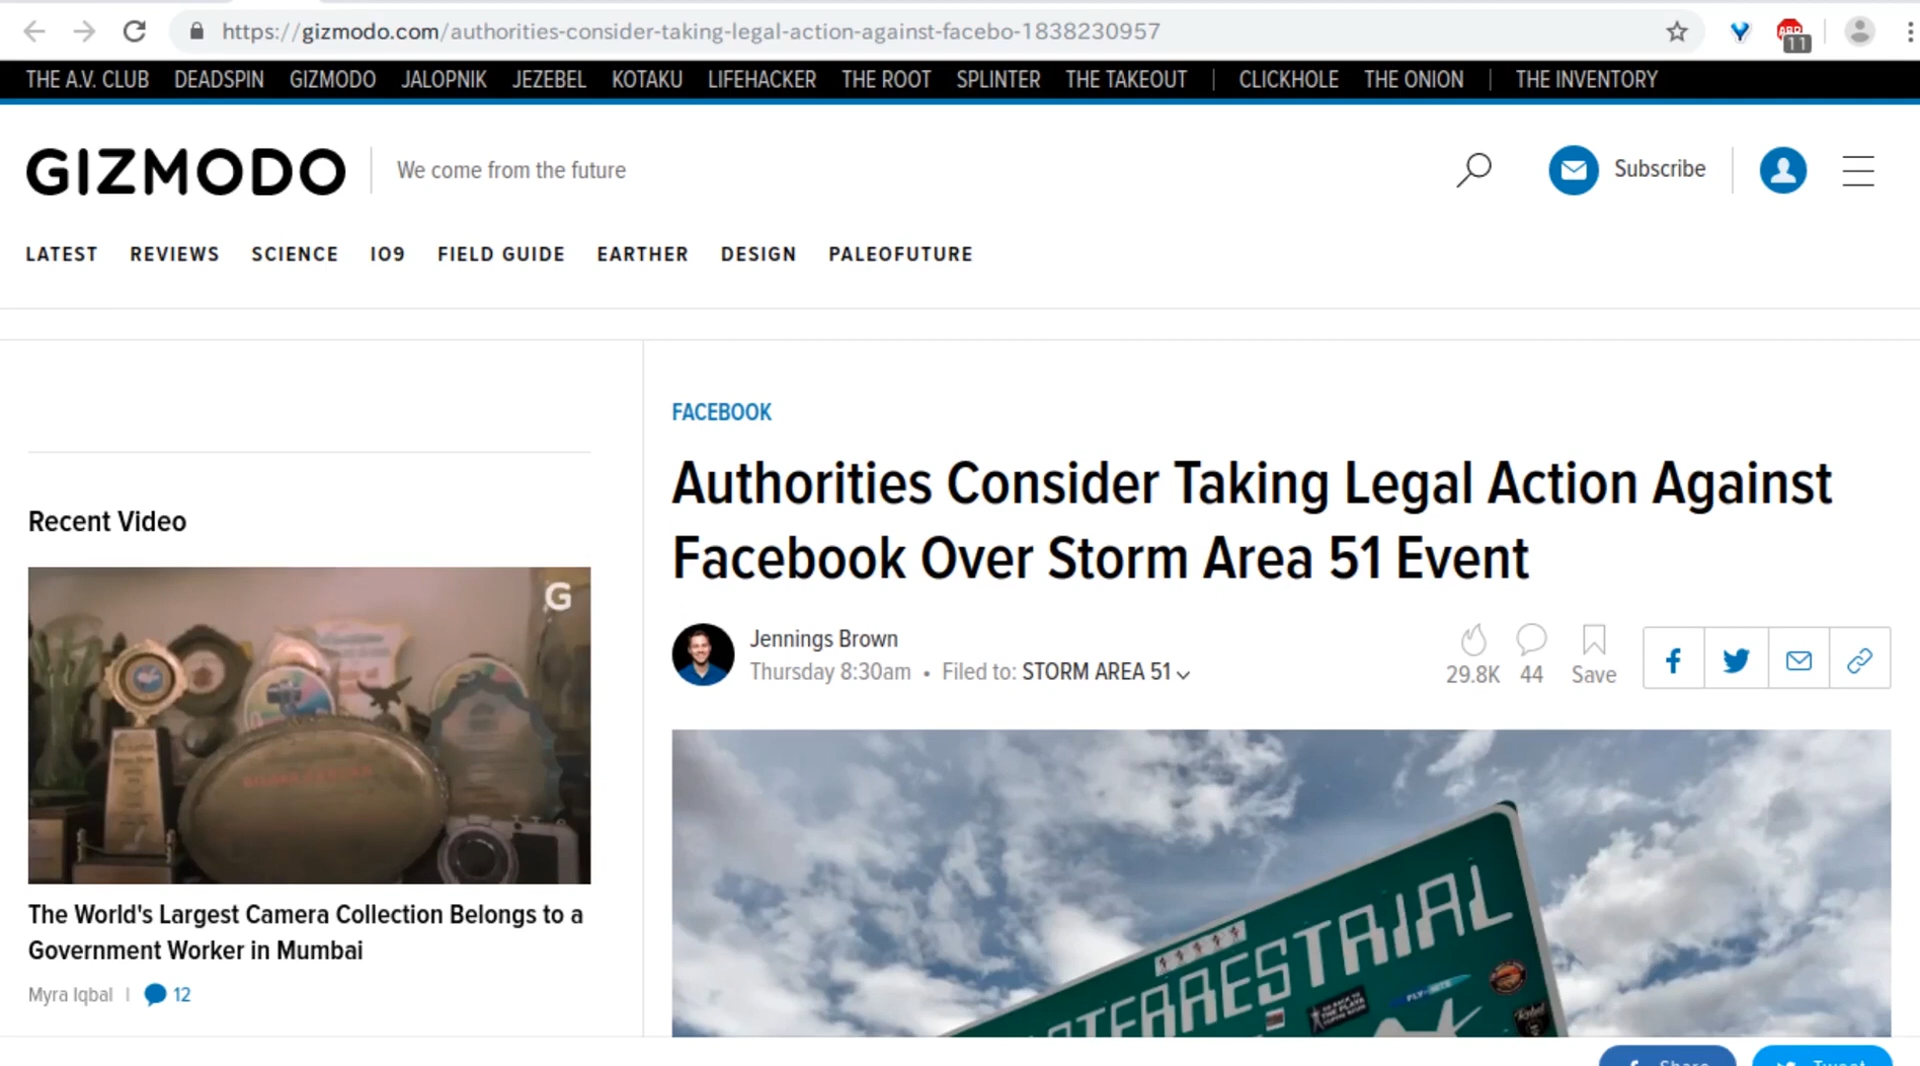 https://gizmodo.com/authorities-consider-taking-legal-action-against-facebo-1838230957
ABP
11
THE A.V. CLUB DEADSPIN GIZMODO JALOPNIK JEZEBEL KOTAKU LIFEHACKER THE ROOT SPLINTER THE TAKEOUT | CLICKHOLE THE ONION | THE INVENTORY
GIZMODO We come from the future Subscribe
LATEST REVIEWS SCIENCE IO9 FIELD GUIDE EARTHER DESIGN PALEOFUTURE
FACEBOOK
Authorities Consider Taking Legal Action Against
Facebook Over Storm Area 51 Event
Jennings Brown
Thursday 8:30am • Filed to: STORM AREA 51
29.8K 44 Save
Recent Video
G
The World's Largest Camera Collection Belongs to a
Government Worker in Mumbai
Myra Iqbal | 12
TERRESTRIAL
Share Tweet